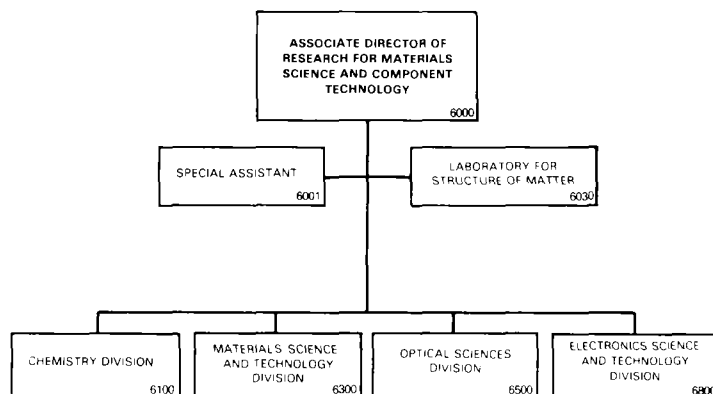 ASSOCIATE DIRECTOR OF
RESEARCH FOR MATERIALS
SCIENCE AND COMPONENT
TECHNOLOGY
6000
SPECIAL ASSISTANT
6001
LABORATORY FOR
STRUCTURE OF MATTER
6030
CHEMISTRY DIVISION
6100
MATERIALS SCIENCE
AND TECHNOLOGY
DIVISION
6300
OPTICAL SCIENCES
DIVISION
6500
ELECTRONICS SCIENCE
AND TECHNOLOGY
DIVISION
6800